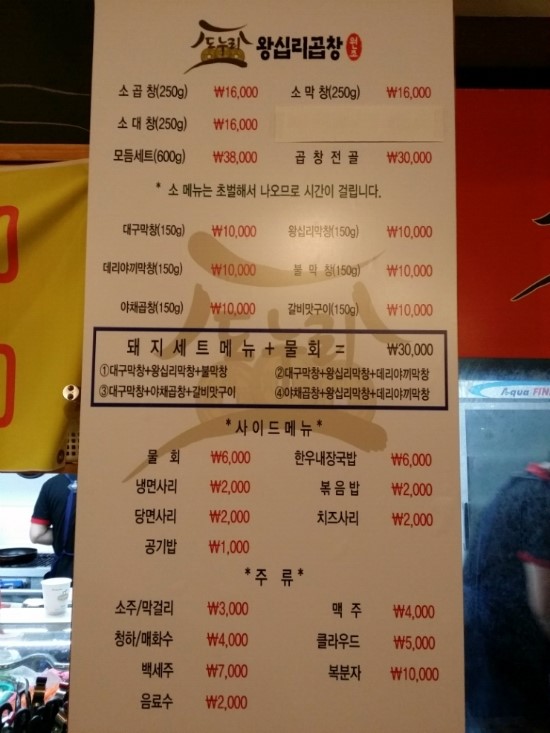 도누리 왕십리곱창 원조
소곱창(250g) ₩16,000 소막창(250g) ₩16,000
소대창(250g) ₩16,000
모듬세트(600g) ₩38,000 곱창전골 ₩30,000
* 소 메뉴는 초벌해서 나오므로 시간이 걸립니다.
대구막창(150g) ₩10,000 왕십리막창(150g) ₩10,000
데리야끼막창(150g) ₩10,000 불막창(150g) ₩10,000
야채곱창(150g) ₩10,000 갈비맛구이(150g) ₩10,000
돼지세트메뉴+물회= ₩30,000
①대구막창+왕십리막창+불막창 ②대구막창+왕십리막창+데리야끼막창
③대구막창+야채곱창+갈비맛구이 ④야채곱창+왕십리막창+데리야끼막창
*사이드메뉴*
물회 ₩6,000 한우내장국밥 ₩6,000
냉면사리 ₩2,000 볶음밥 ₩2,000
당면사리 ₩2,000 치즈사리 ₩2,000
공기밥 ₩1,000
*주류*
소주/막걸리 ₩3,000 맥주 ₩4,000
청하/매화수 ₩4,000 클라우드 ₩5,000
백세주 ₩7,000 복분자 ₩10,000
음료수 ₩2,000
Aqua FIN